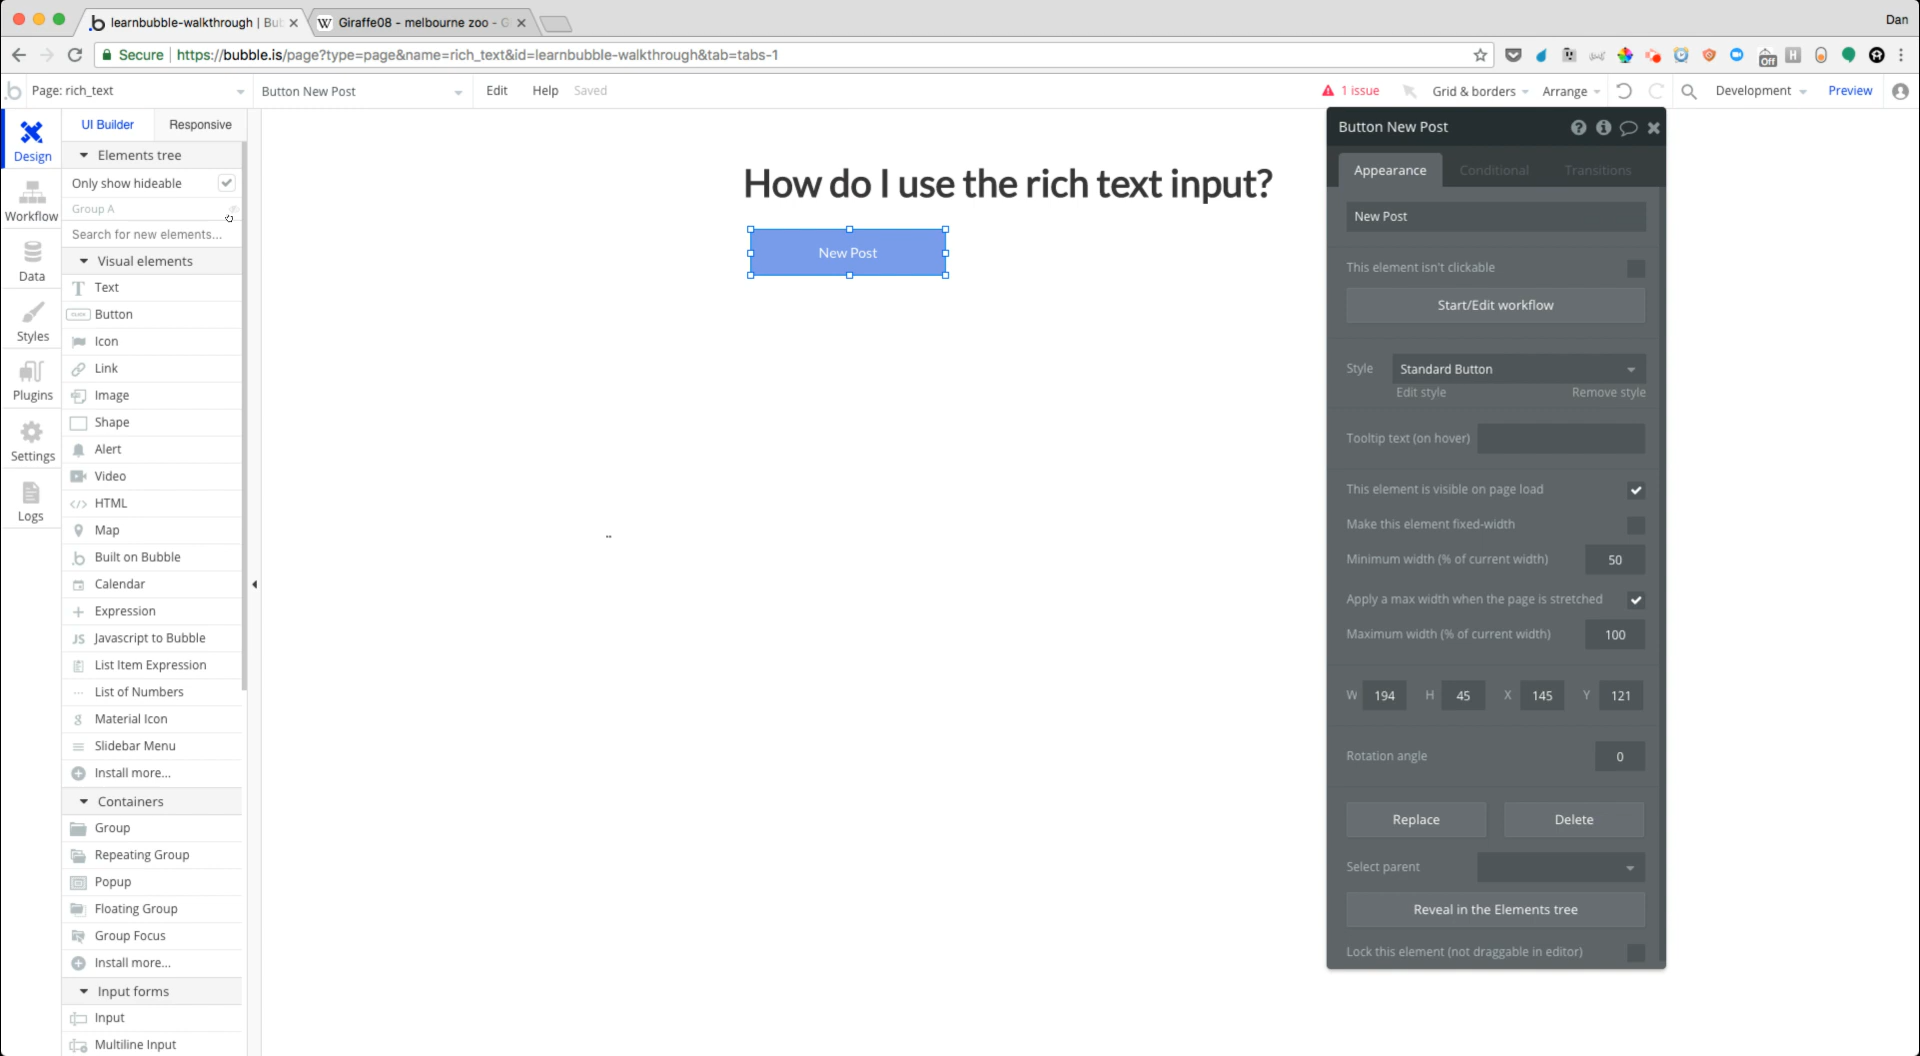 Dan
learnbubble-walkthrough | Bu
Giraffe08 - melbourne zoo - G
Secure
https://bubble.is/page?type=page&name=rich_text&id=learnbubble-walkthrough&tab=tabs-1
Off
H
Page: rich_text
Button New Post
Edit
Help
Saved
1 issue
Grid & borders
Arrange
Development
Preview
Design
Workflow
Data
Styles
Plugins
Settings
Logs
UI Builder
Responsive
Elements tree
Only show hideable
Group A
Search for new elements...
Visual elements
Text
Button
Icon
Link
Image
Shape
Alert
Video
HTML
Map
Built on Bubble
Calendar
Expression
JS Javascript to Bubble
List Item Expression
List of Numbers
Material Icon
Slidebar Menu
Install more...
Containers
Group
Repeating Group
Popup
Floating Group
Group Focus
Install more...
Input forms
Input
Multiline Input
How do I use the rich text input?
New Post
Button New Post
Appearance
Conditional
Transitions
New Post
This element isn't clickable
Start/Edit workflow
Style
Standard Button
Edit style
Remove style
Tooltip text (on hover)
This element is visible on page load
Make this element fixed-width
Minimum width (% of current width)
50
Apply a max width when the page is stretched
Maximum width (% of current width)
100
W 194 H 45 X 145 Y 121
Rotation angle
0
Replace
Delete
Select parent
Reveal in the Elements tree
Lock this element (not draggable in editor)